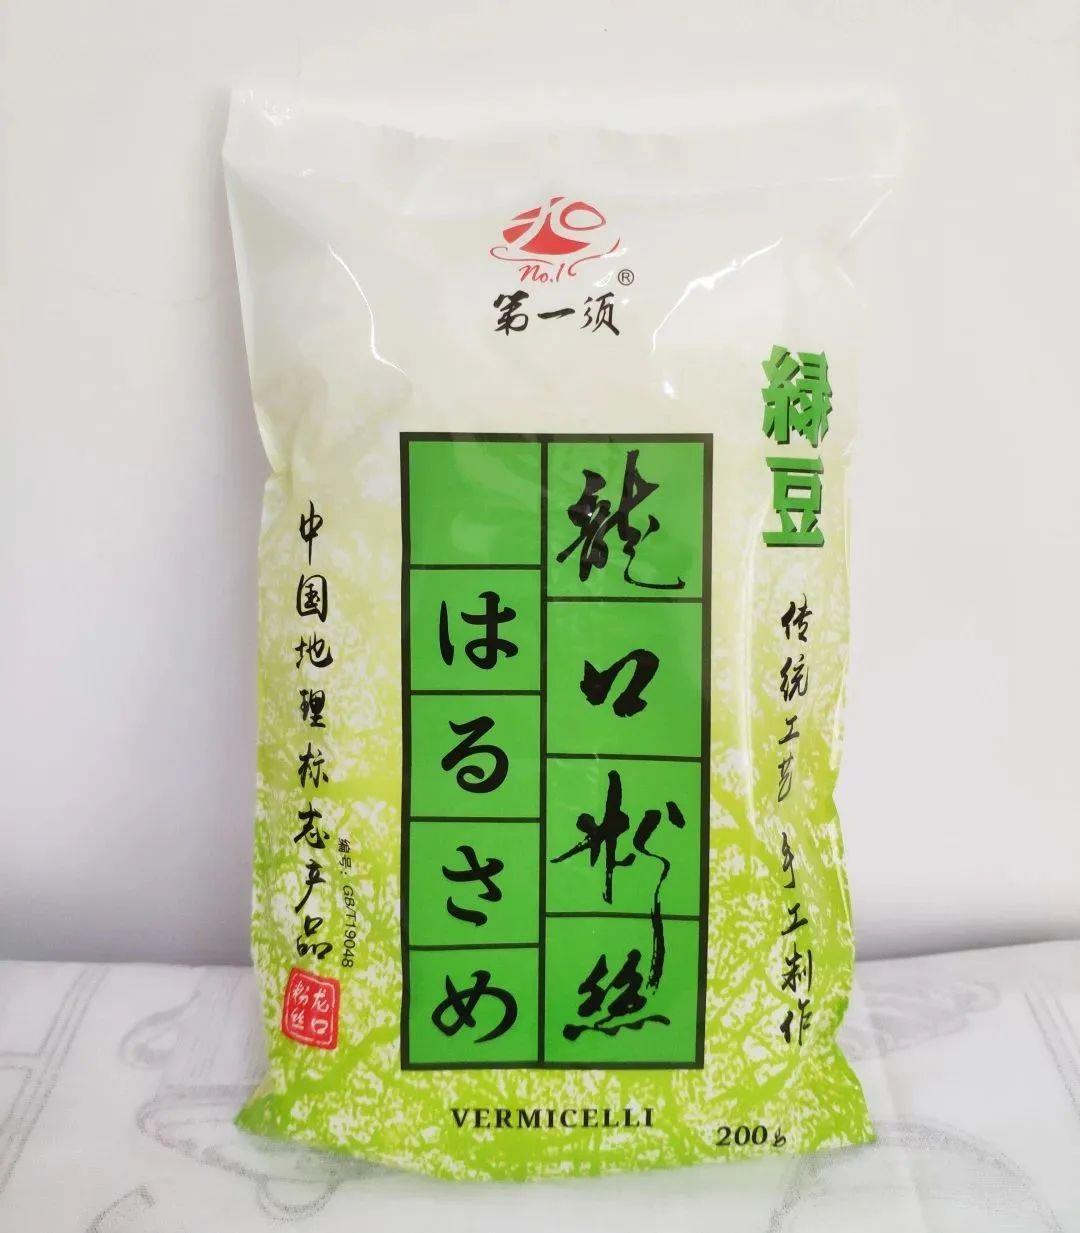 No.1
®
第一须
緑豆
传统工艺 手工制作
龍口粉絲
はるさめ
中国地理标志产品
编号：GB/T19048
龙口
粉丝
VERMICELLI
200g